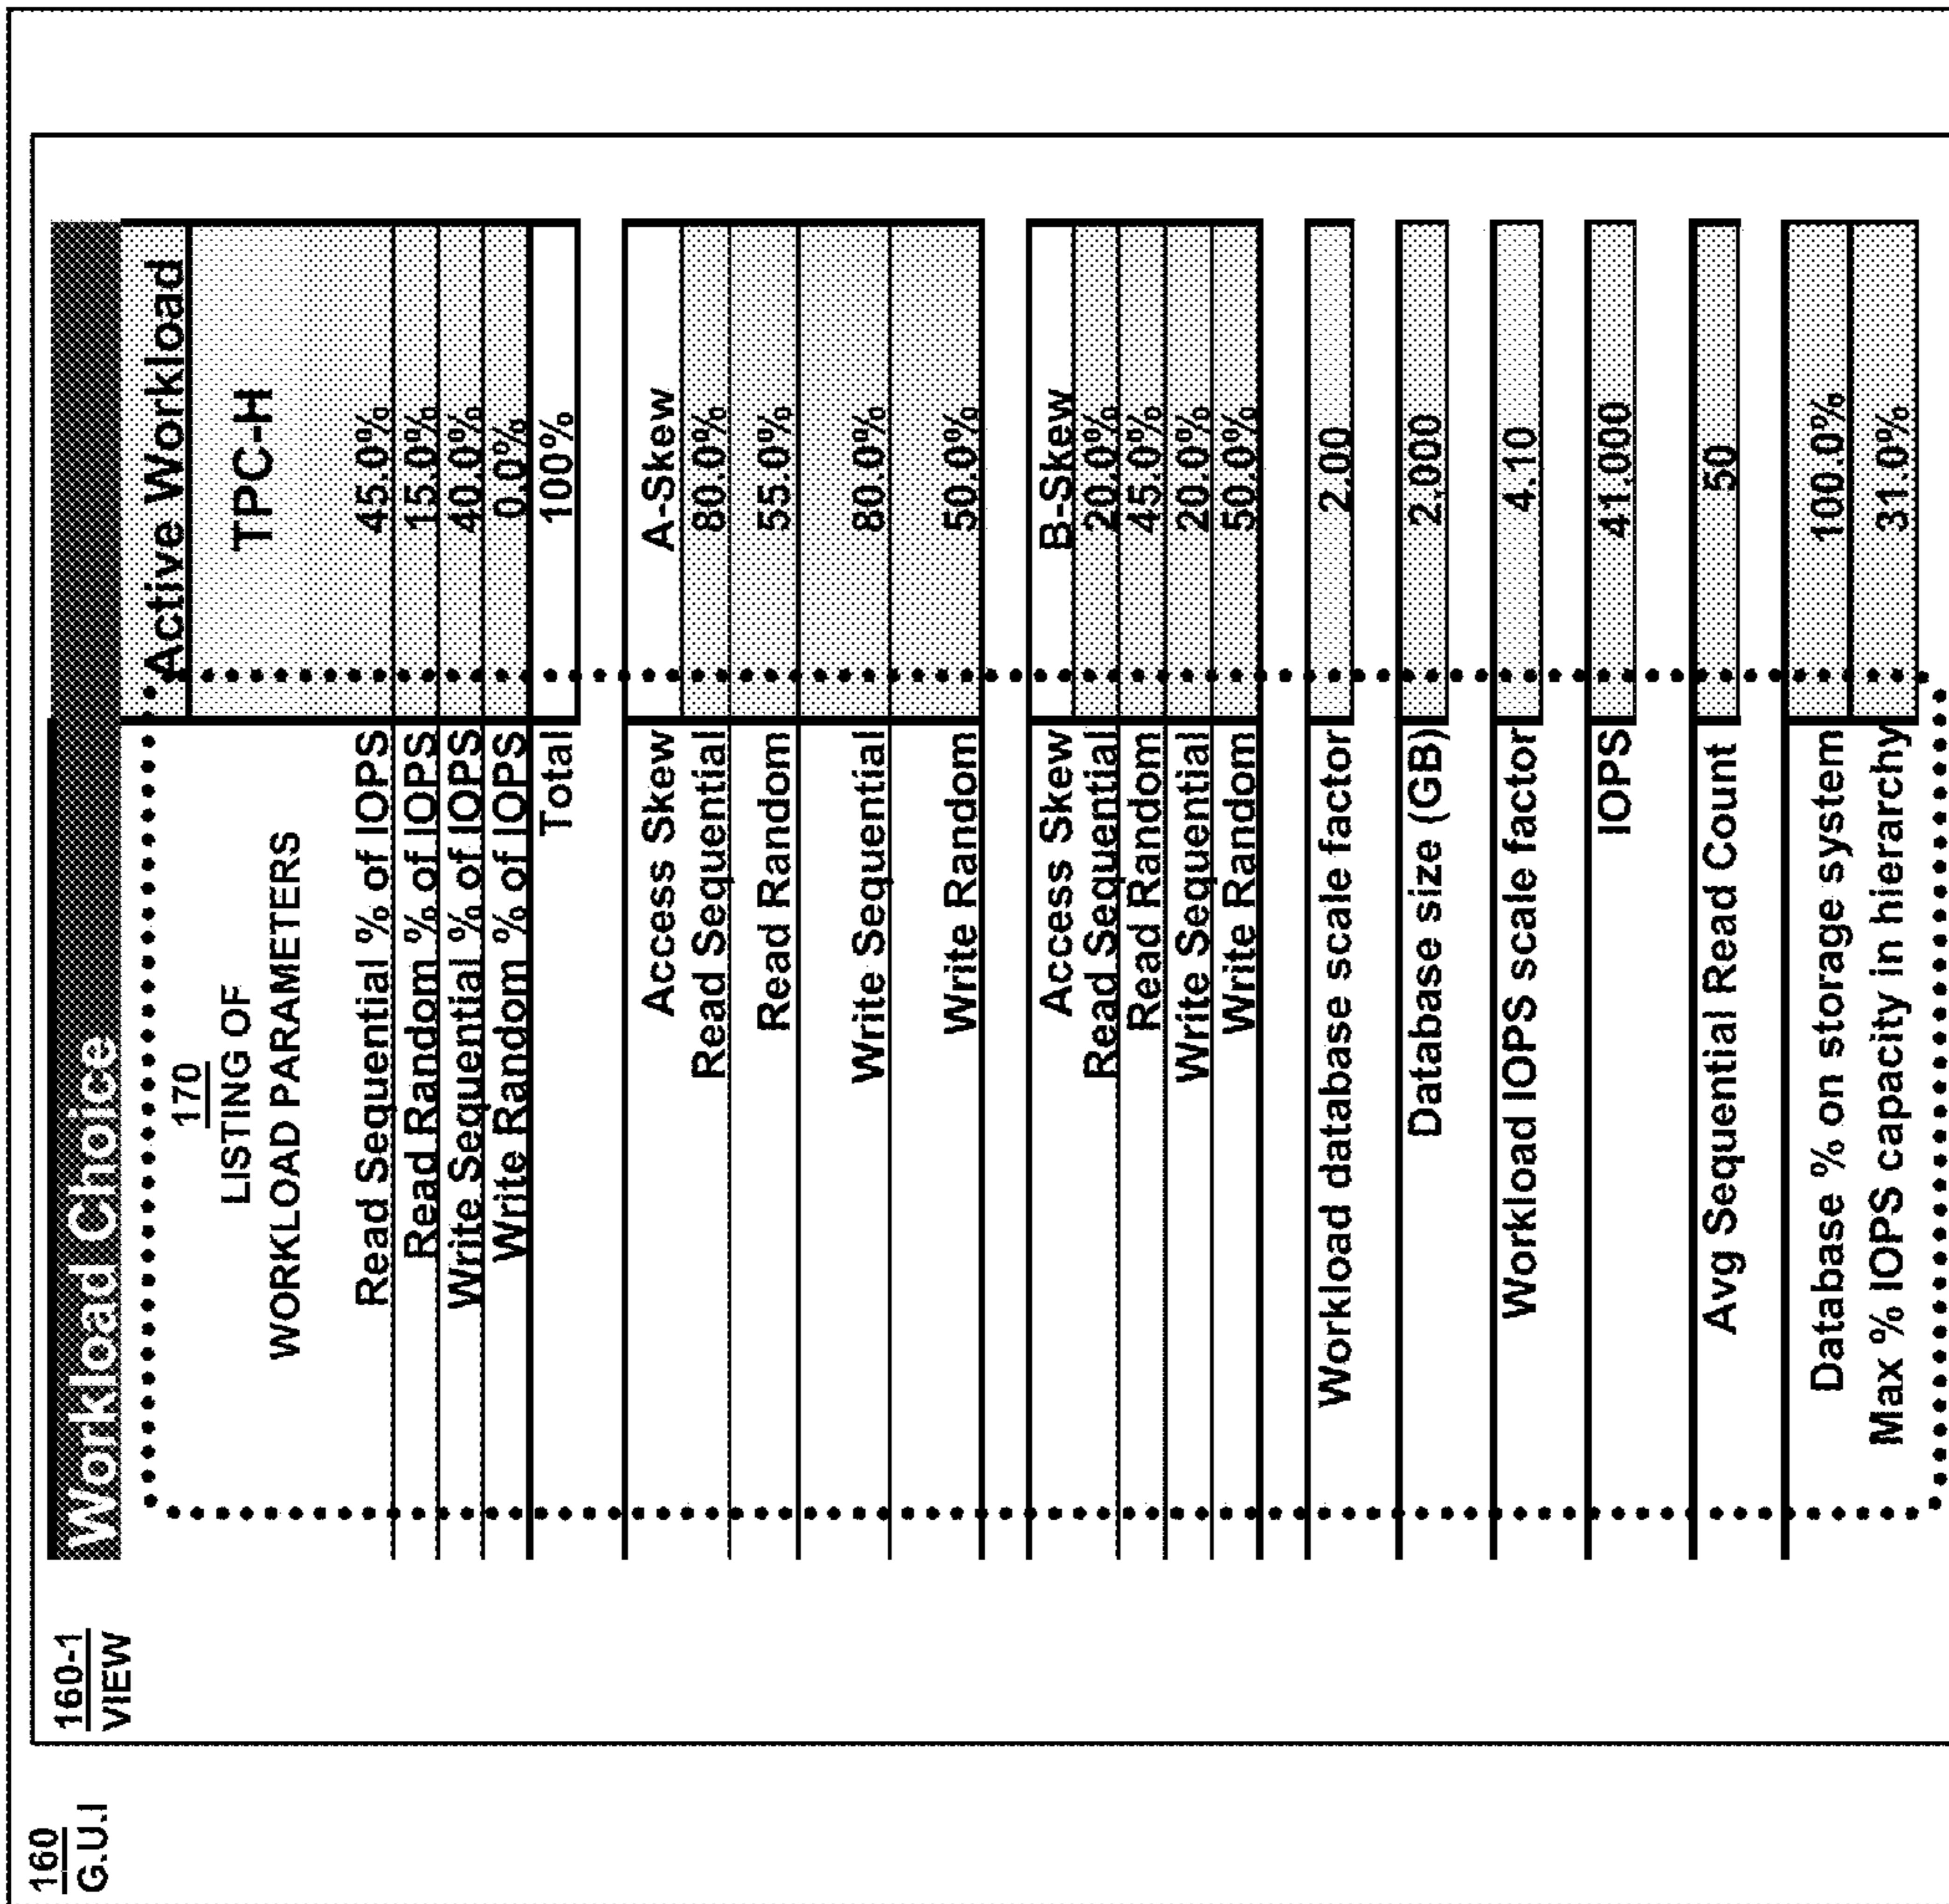 160
G.U.I
160-1
VIEW
Workload Choice
Active Workload
170
LISTING OF
WORKLOAD PARAMETERS
TPC-H
Read Sequential % of IOPS 45.0%
Read Random % of IOPS 15.0%
Write Sequential % of IOPS 40.0%
Write Random % of IOPS 0.0%
Total 100%
Access Skew A-Skew
Read Sequential 80.0%
Read Random 55.0%
Write Sequential 80.0%
Write Random 50.0%
Access Skew B-Skew
Read Sequential 20.0%
Read Random 45.0%
Write Sequential 20.0%
Write Random 50.0%
Workload database scale factor 2.00
Database size (GB) 2.000
Workload IOPS scale factor 4.10
IOPS 41.000
Avg Sequential Read Count 50
Database % on storage system 100.0%
Max % IOPS capacity in hierarchy 31.0%